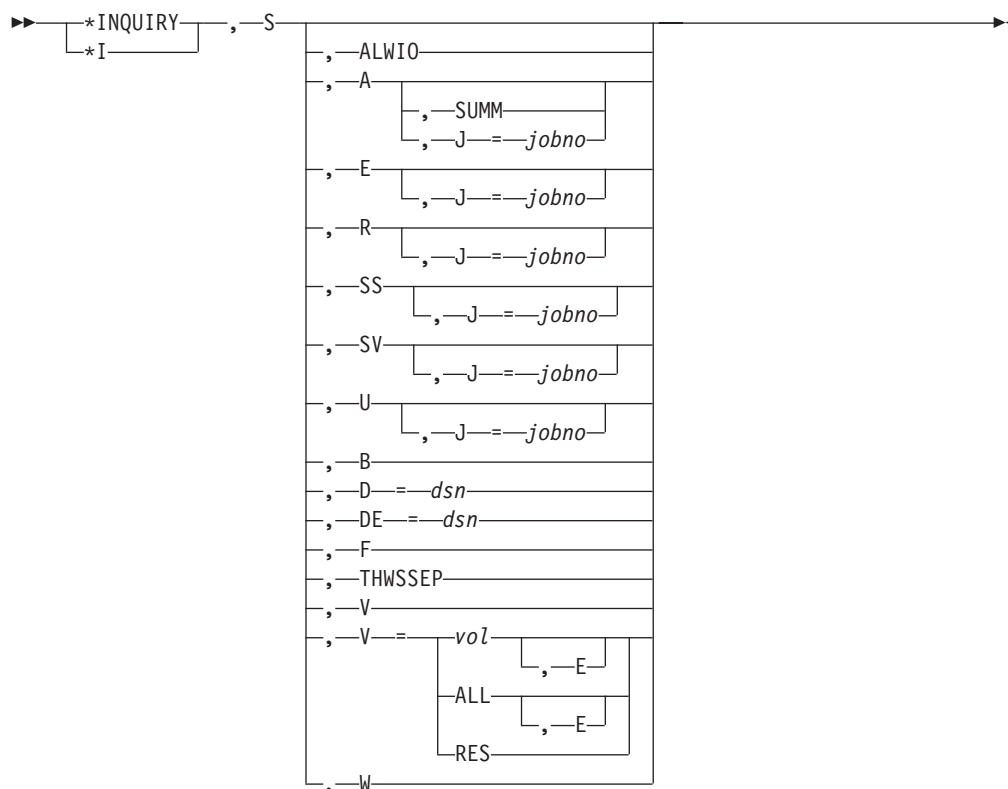 *INQUIRY , S
*I
, ALWIO
, A
, SUMM
, J = jobno
, E
, J = jobno
, R
, J = jobno
, SS
, J = jobno
, SV
, J = jobno
, U
, J = jobno
, B
, D = dsn
, DE = dsn
, F
, THWSSEP
, V
, V = vol
, E
ALL
, E
RES
, W